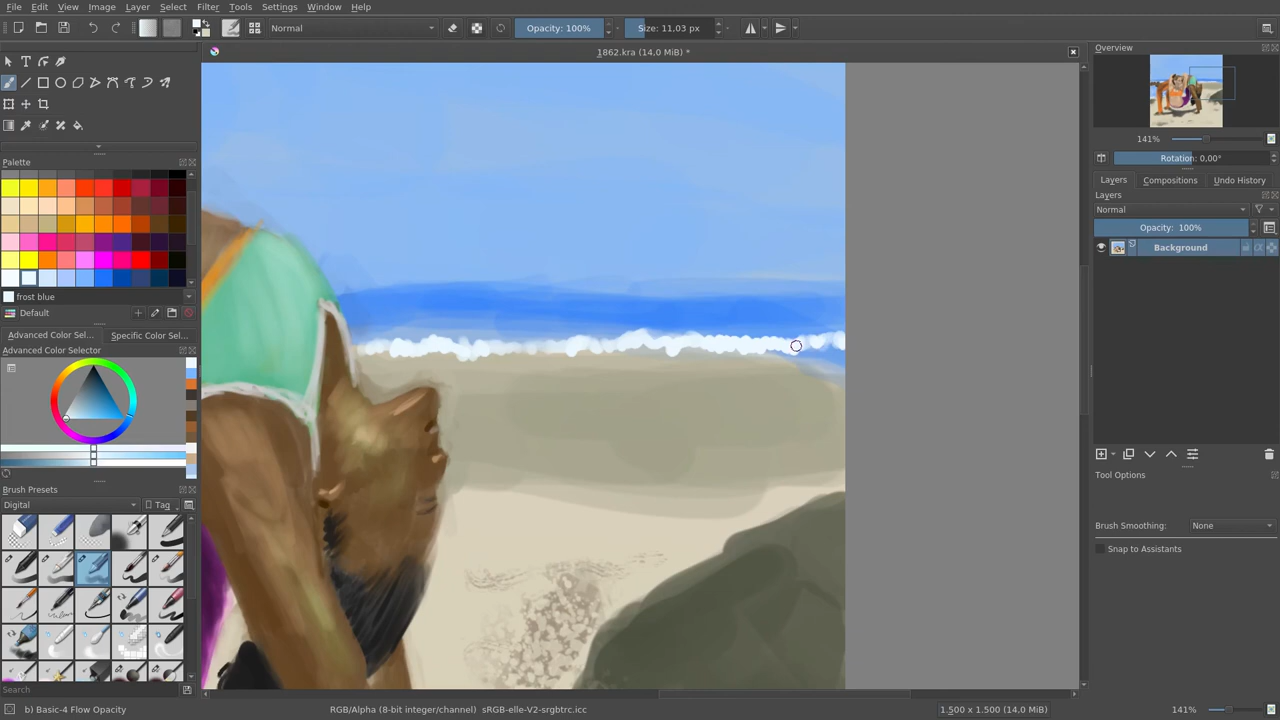 File Edit View Image Layer Select Filter Tools Settings Window Help
Normal Opacity: 100% Size: 11,03 px
1862.kra (14,0 MiB) *
Overview
141%
Rotation: 0,00°
Layers Compositions Undo History
Layers
Normal
Opacity: 100%
Background
Tool Options
Brush Smoothing: None
Snap to Assistants
Palette
frost blue
Default
Advanced Color Sel... Specific Color Sel...
Advanced Color Selector
Brush Presets
Digital Tag
Search
b) Basic-4 Flow Opacity RGB/Alpha (8-bit integer/channel) sRGB-elle-V2-srgbtrc.icc 1.500 x 1.500 (14,0 MiB) 141%